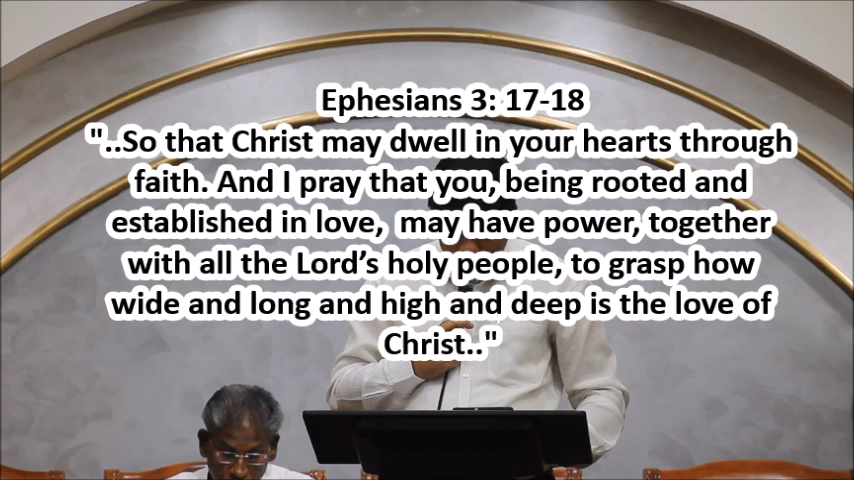 Ephesians 3: 17-18
"..So that Christ may dwell in your hearts through
faith. And I pray that you, being rooted and
established in love,  may have power, together
with all the Lord’s holy people, to grasp how
wide and long and high and deep is the love of
Christ.."